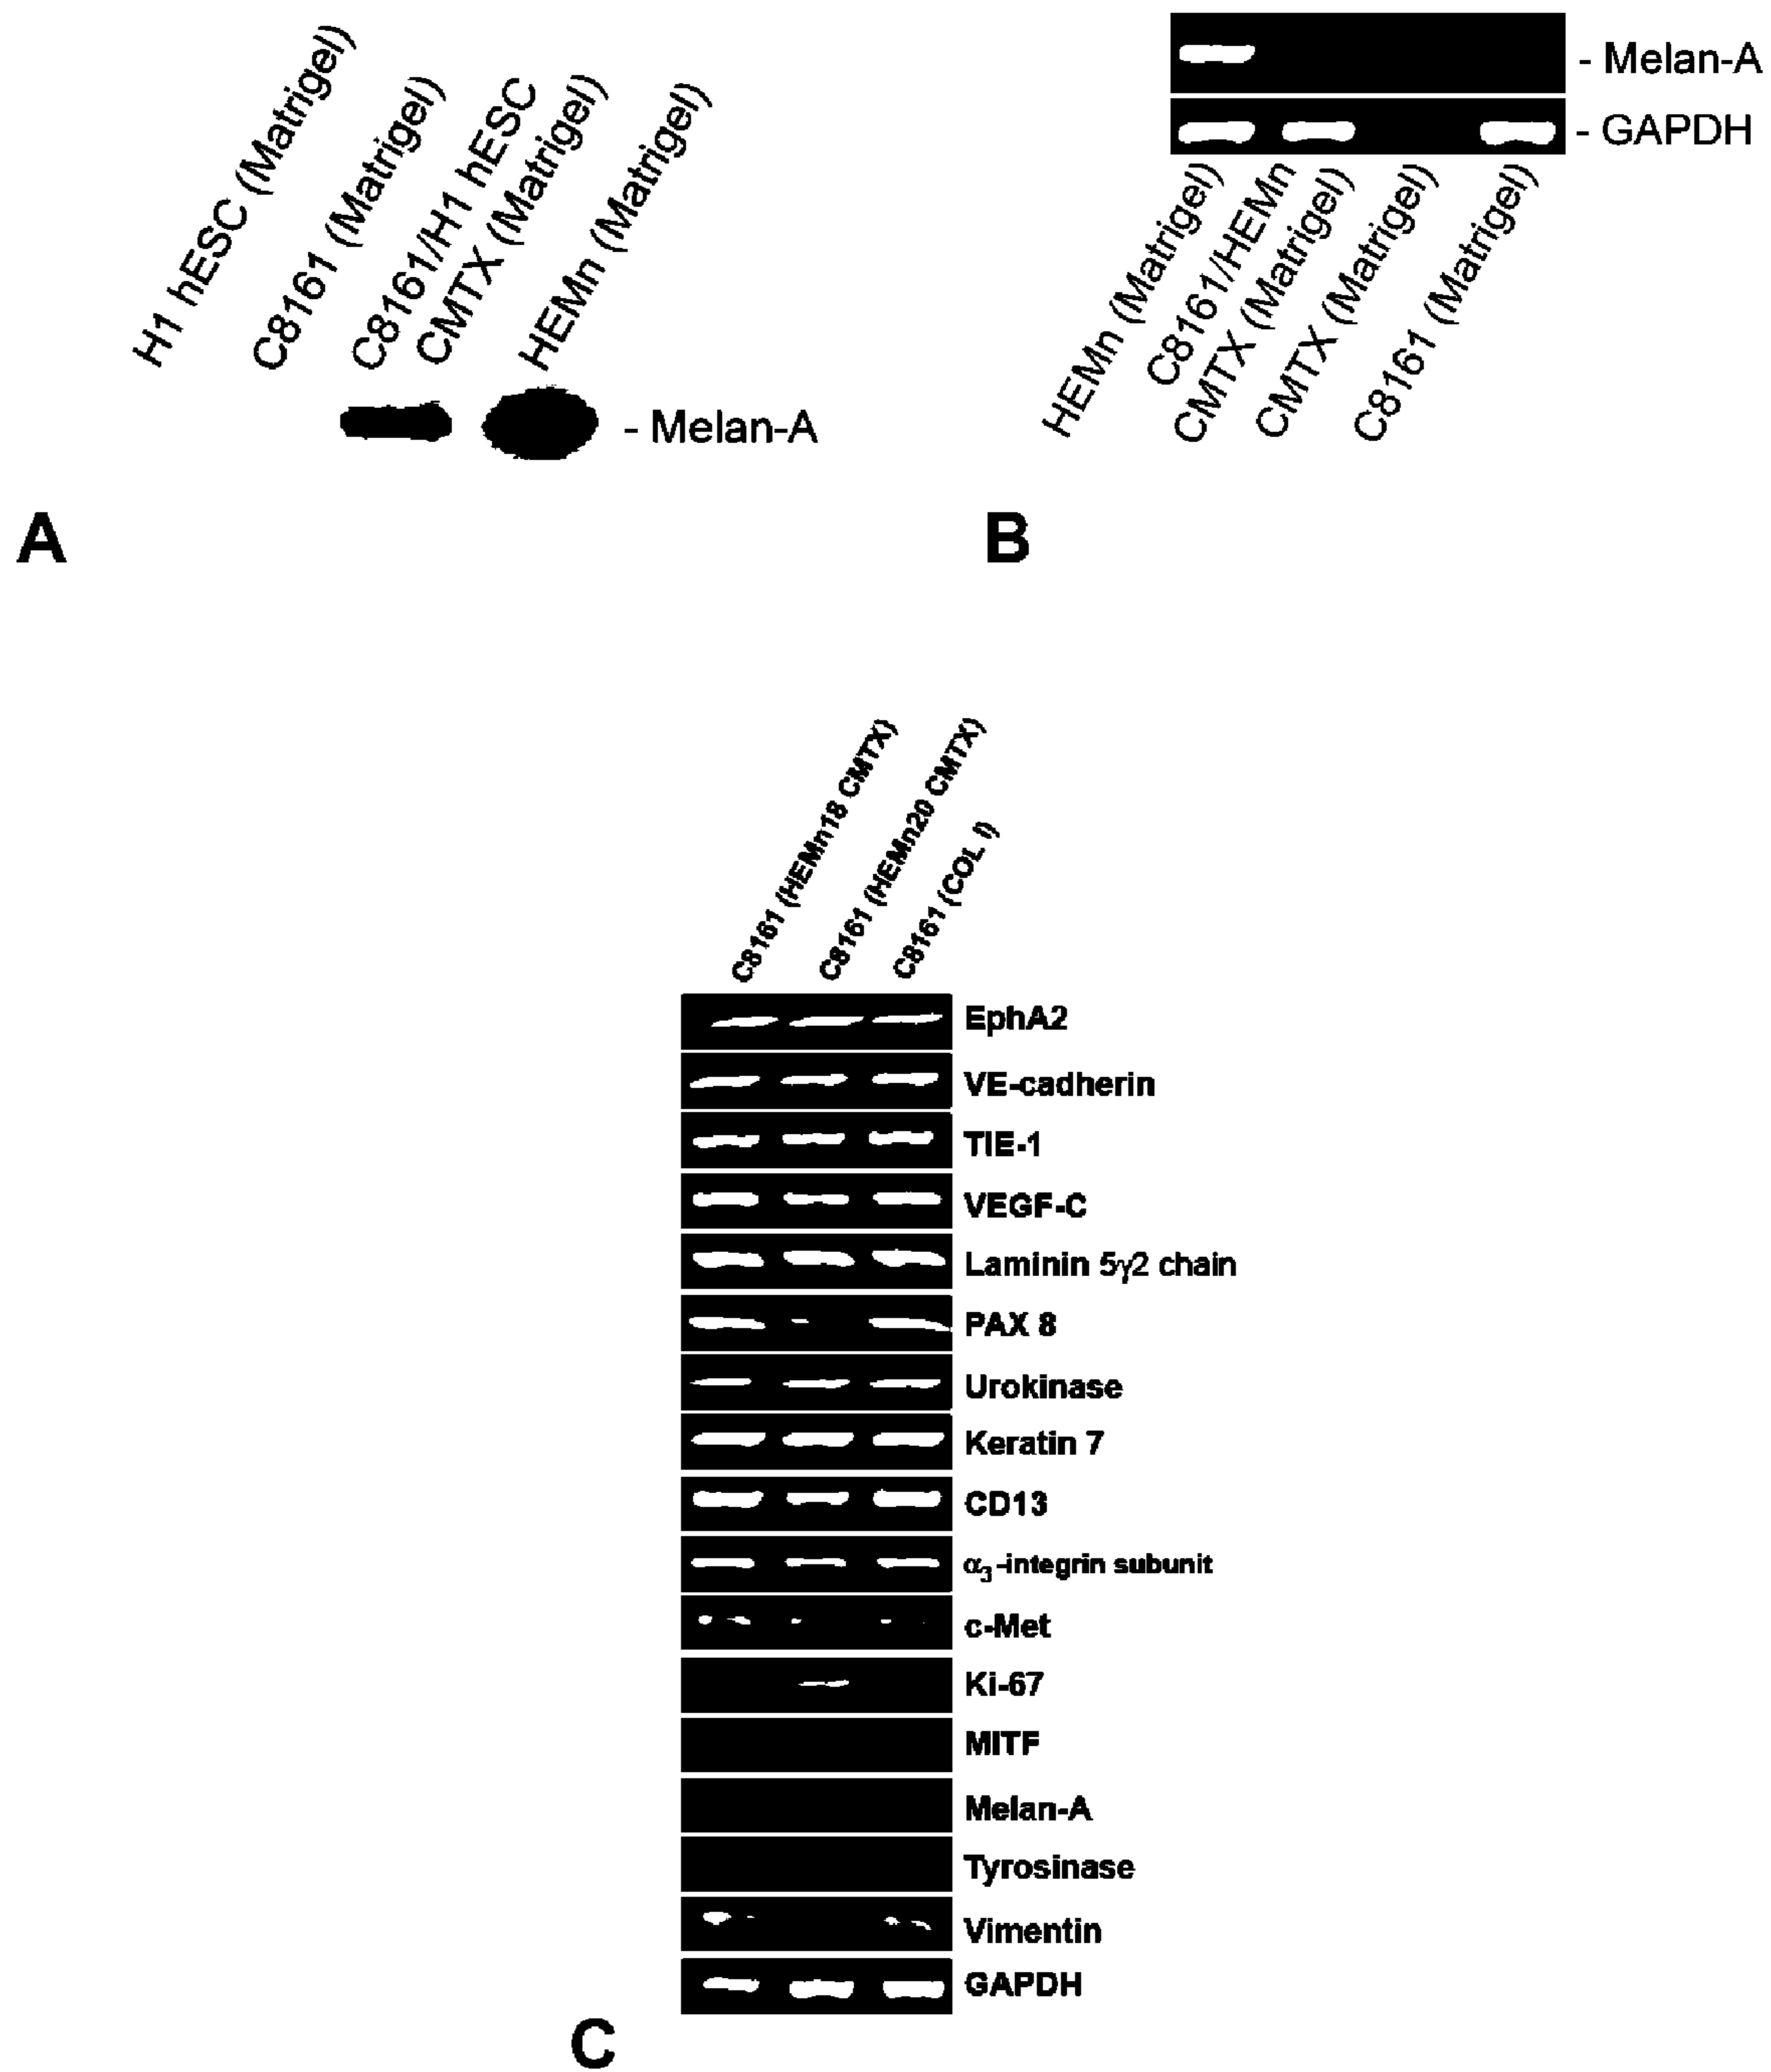 H1 hESC (Matrigel)
C8161 (Matrigel)
C8161/H1 hESC
CMTX (Matrigel)
HEMn (Matrigel)
- Melan-A
A
- Melan-A
- GAPDH
HEMn (Matrigel)
C8161/HEMn
CMTX (Matrigel)
CMTX (Matrigel)
C8161 (Matrigel)
B
C8161 (HEMn18 CMTX)
C8161 (HEMn20 CMTX)
C8161 (COL I)
EphA2
VE-cadherin
TIE-1
VEGF-C
Laminin 5γ2 chain
PAX 8
Urokinase
Keratin 7
CD13
α3-integrin subunit
c-Met
Ki-67
MITF
Melan-A
Tyrosinase
Vimentin
GAPDH
C